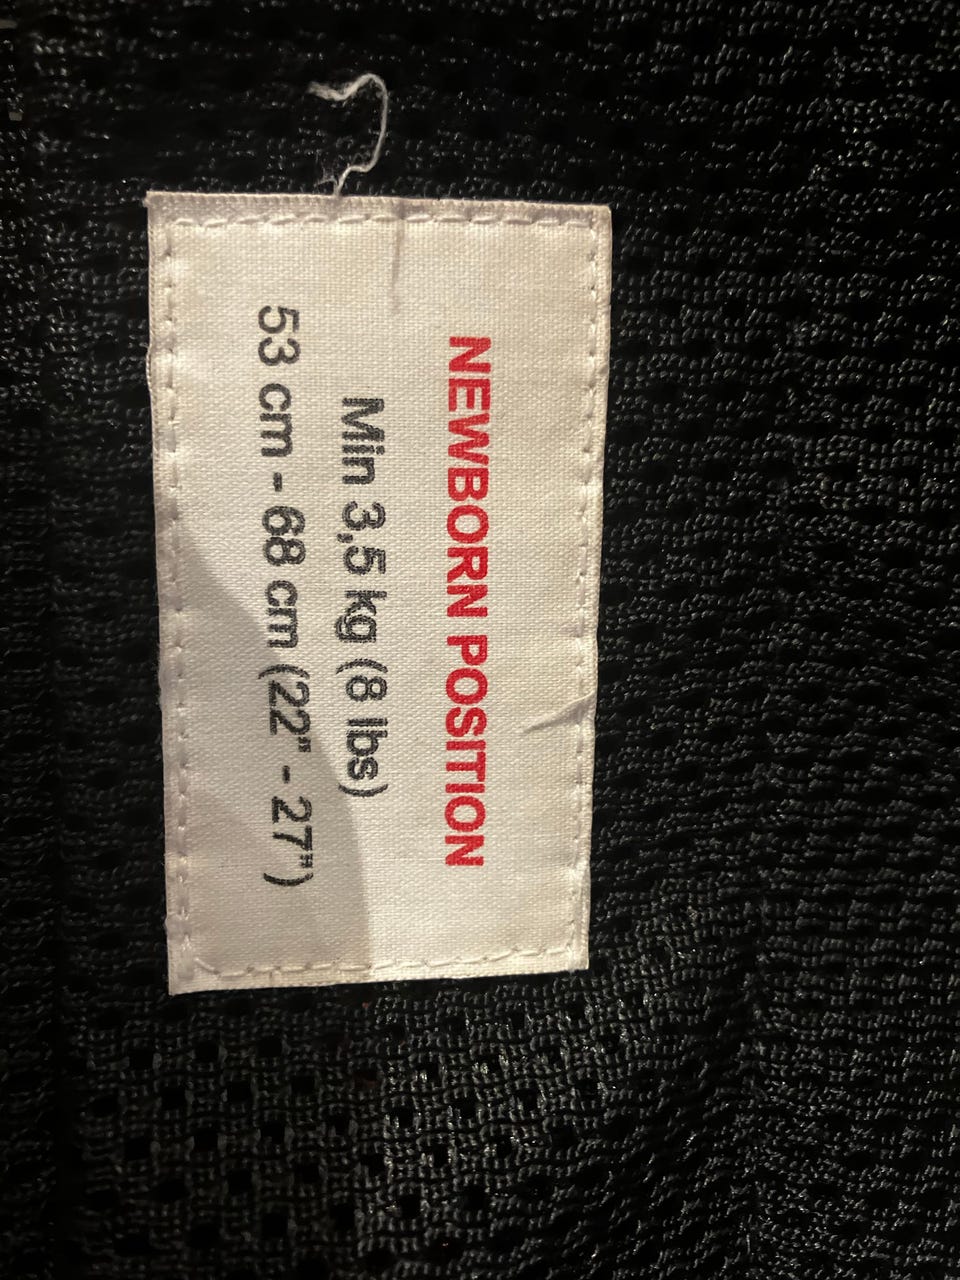 NEWBORN POSITION
Min 3,5 kg (8 lbs)
53 cm - 68 cm (22" - 27")